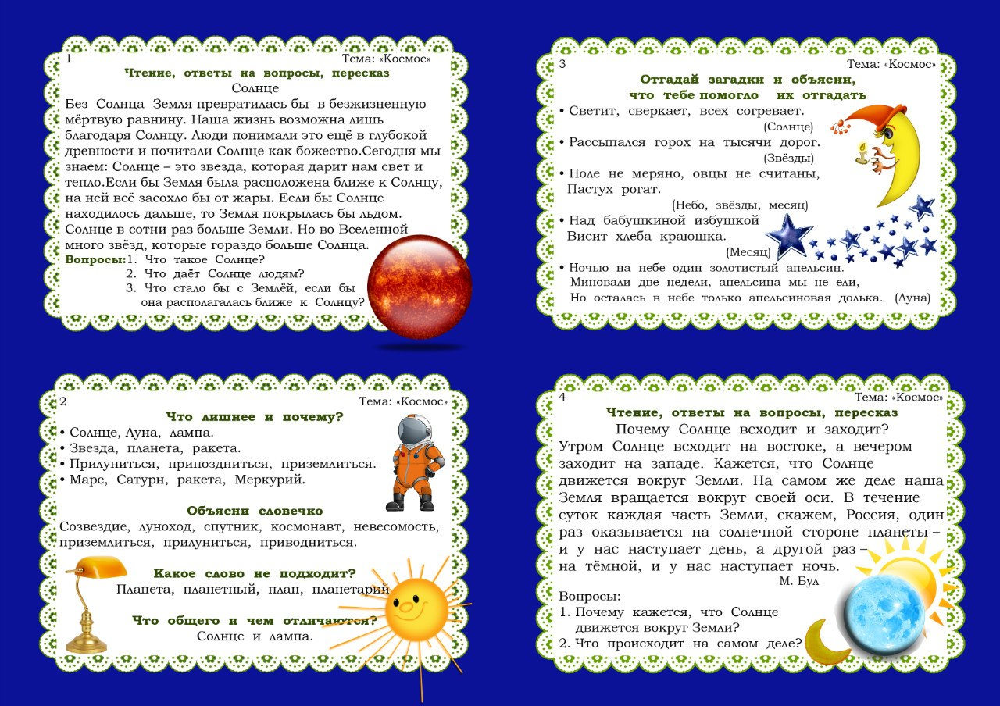 1 Тема: «Космос»
Чтение, ответы на вопросы, пересказ
Солнце
Без Солнца Земля превратилась бы в безжизненную
мёртвую равнину. Наша жизнь возможна лишь
благодаря Солнцу. Люди понимали это ещё в глубокой
древности и почитали Солнце как божество.Сегодня мы
знаем: Солнце – это звезда, которая дарит нам свет и
тепло.Если бы Земля была расположена ближе к Солнцу,
на ней всё засохло бы от жары. Если бы Солнце
находилось дальше, то Земля покрылась бы льдом.
Солнце в сотни раз больше Земли. Но во Вселенной
много звёзд, которые гораздо больше Солнца.
Вопросы:1. Что такое Солнце?
2. Что даёт Солнце людям?
3. Что стало бы с Землёй, если бы
она располагалась ближе к Солнцу?
2 Тема: «Космос»
Что лишнее и почему?
• Солнце, Луна, лампа.
• Звезда, планета, ракета.
• Прилуниться, припоздниться, приземлиться.
• Марс, Сатурн, ракета, Меркурий.
Объясни словечко
Созвездие, луноход, спутник, космонавт, невесомость,
приземлиться, прилуниться, приводниться.
Какое слово не подходит?
Планета, планетный, план, планетарий
Что общего и чем отличаются?
Солнце и лампа.
3 Тема: «Космос»
Отгадай загадки и объясни,
что тебе помогло их отгадать
• Светит, сверкает, всех согревает.
(Солнце)
• Рассыпался горох на тысячи дорог.
(Звёзды)
• Поле не меряно, овцы не считаны,
Пастух рогат.
(Небо, звёзды, месяц)
• Над бабушкиной избушкой
Висит хлеба краюшка.
(Месяц)
• Ночью на небе один золотистый апельсин.
Миновали две недели, апельсина мы не ели,
Но осталась в небе только апельсиновая долька. (Луна)
4 Тема: «Космос»
Чтение, ответы на вопросы, пересказ
Почему Солнце всходит и заходит?
Утром Солнце всходит на востоке, а вечером
заходит на западе. Кажется, что Солнце
движется вокруг Земли. На самом же деле наша
Земля вращается вокруг своей оси. В течение
суток каждая часть Земли, скажем, Россия, один
раз оказывается на солнечной стороне планеты –
и у нас наступает день, а другой раз –
на тёмной, и у нас наступает ночь.
М. Бул
Вопросы:
1. Почему кажется, что Солнце
движется вокруг Земли?
2. Что происходит на самом деле?